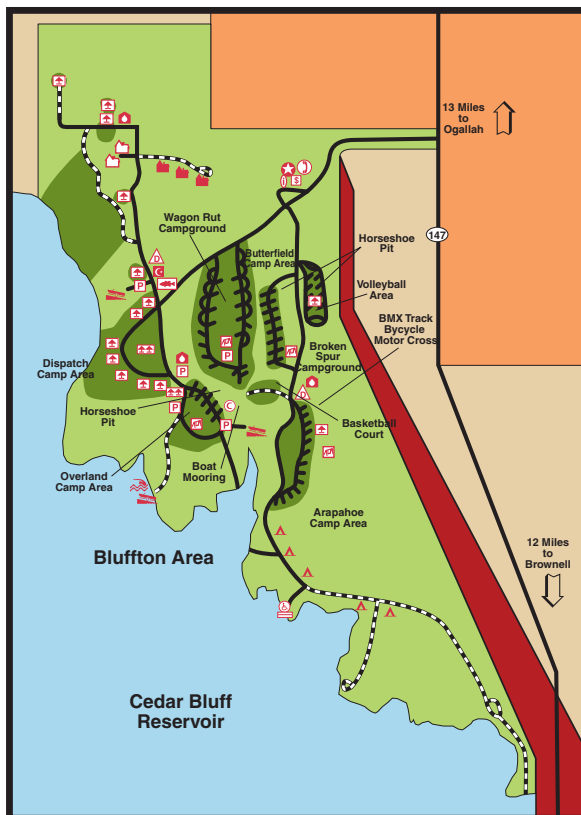 13 Miles
to
Ogallah
$
Wagon Rut
Campground
Butterfield
Camp Area
Horseshoe
Pit
147
D
P
Volleyball
Area
BMX Track
Bycycle
Motor Cross
Broken
Spur
Campground
P
Dispatch
Camp Area
P
D
Horseshoe
Pit
P
C
P
Basketball
Court
Overland
Camp Area
Boat
Mooring
Arapahoe
Camp Area
12 Miles
to
Brownell
Bluffton Area
Cedar Bluff
Reservoir